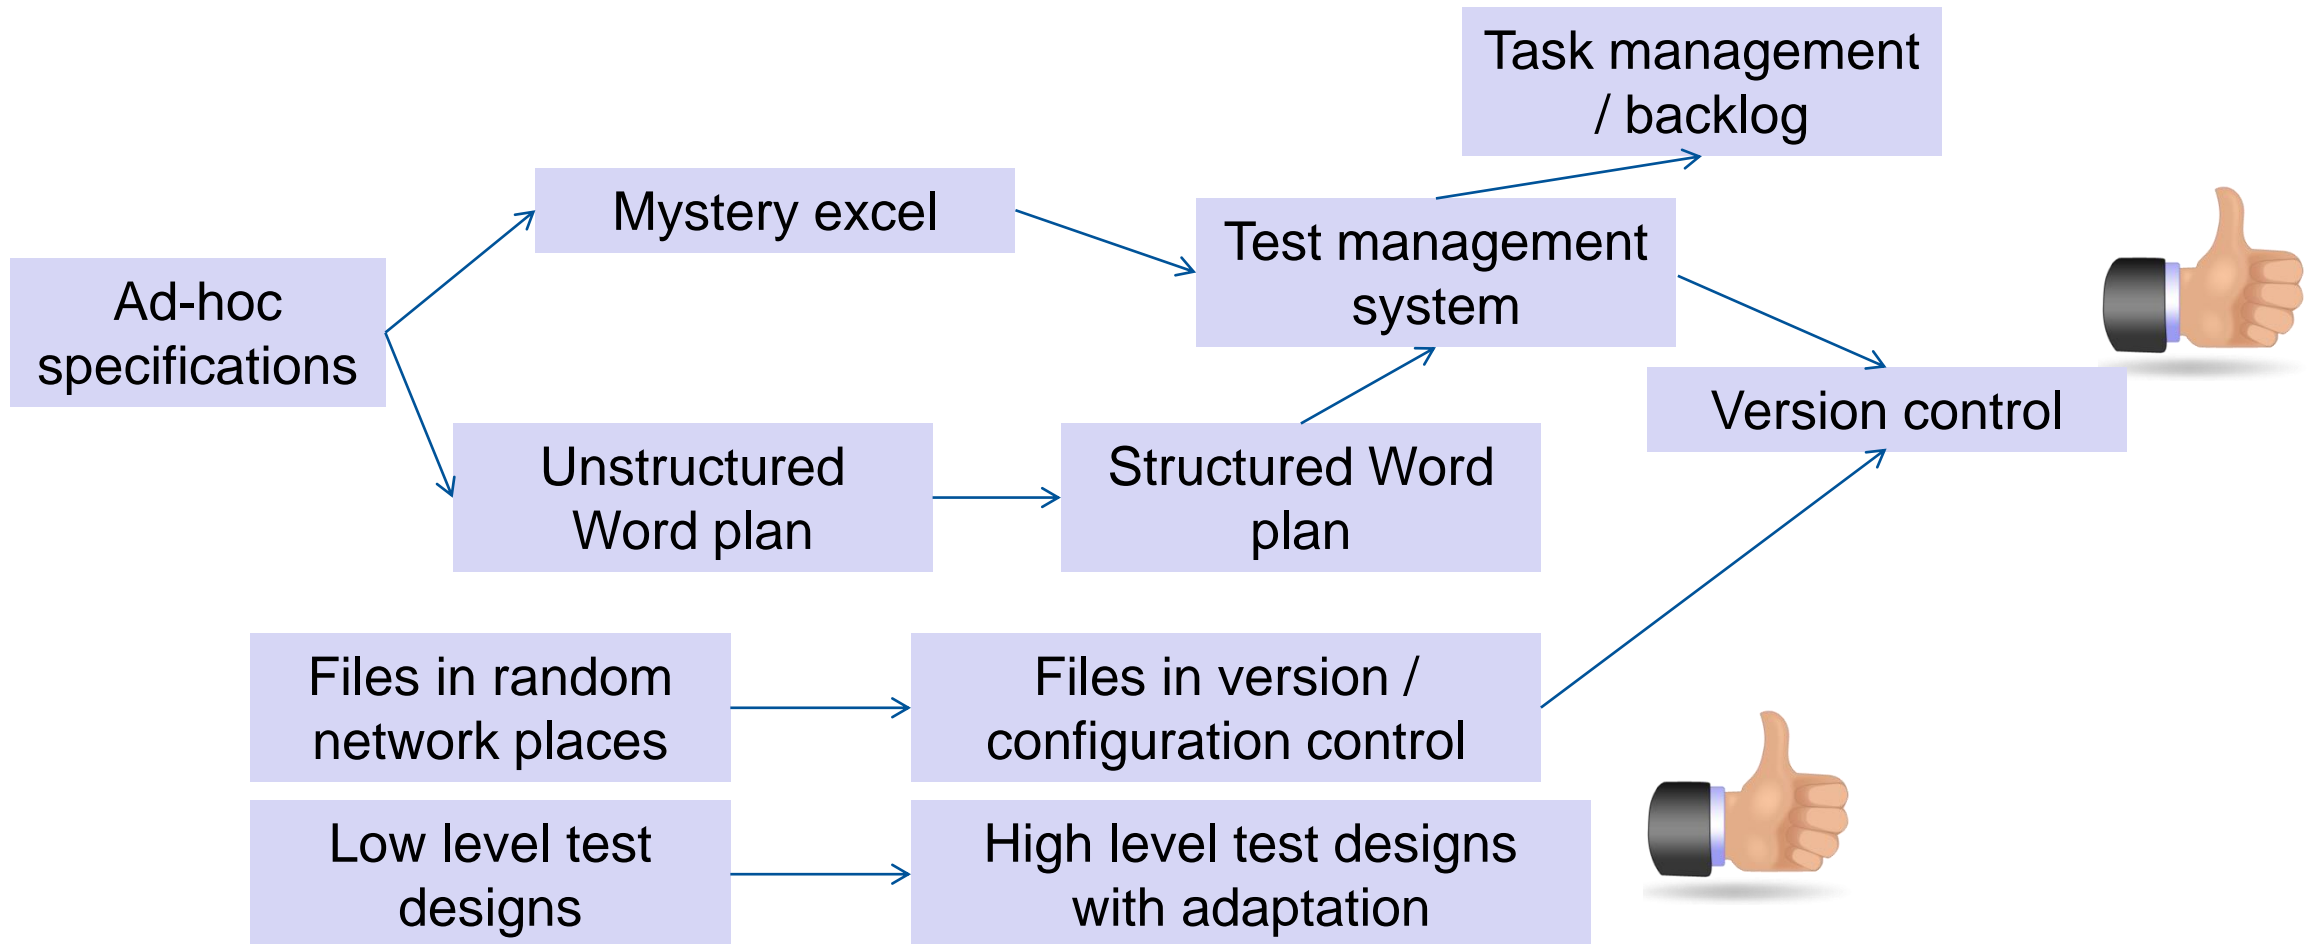 Task management
/ backlog
Mystery excel
Test management
system
Ad-hoc
specifications
Version control
Unstructured
Word plan
Structured Word
plan
Files in random
network places
Files in version /
configuration control
Low level test
designs
High level test designs
with adaptation